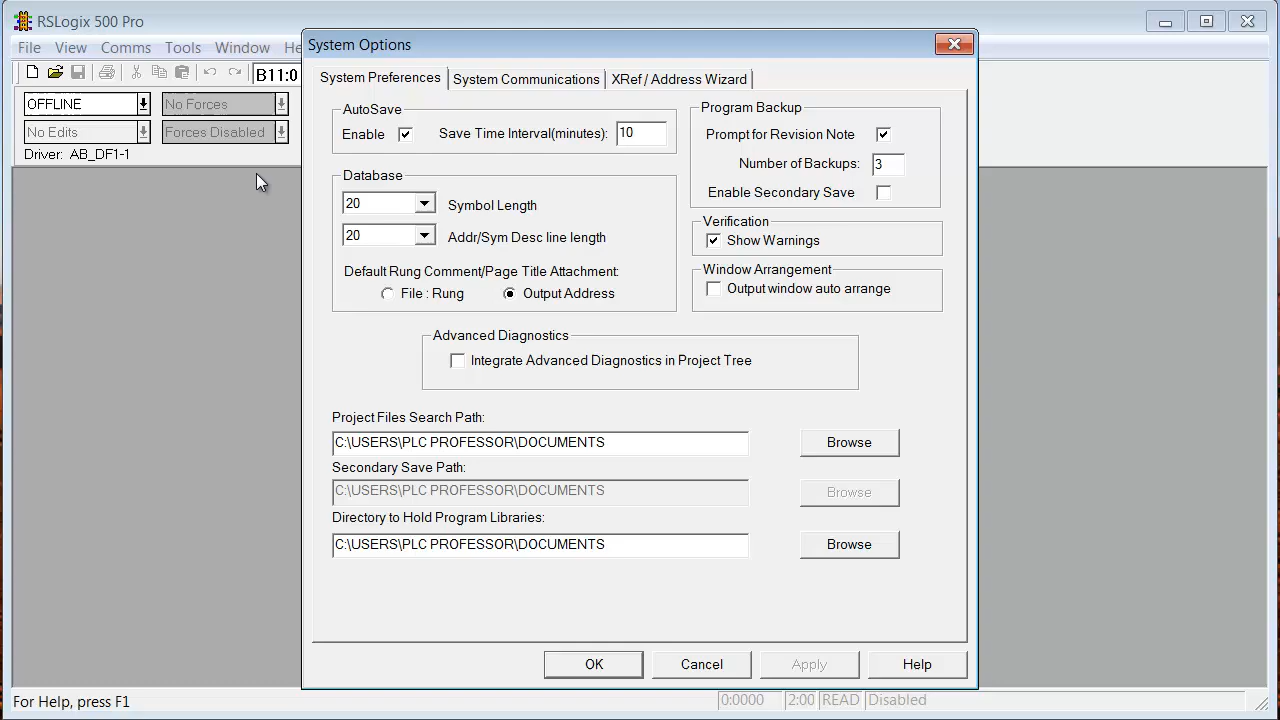 RSLogix 500 Pro
File View Comms Tools Window He
B11:0
OFFLINE No Forces
No Edits Forces Disabled
Driver: AB_DF1-1
System Options
System Preferences System Communications XRef / Address Wizard
AutoSave
Enable Save Time Interval(minutes): 10
Database
20 Symbol Length
20 Addr/Sym Desc line length
Default Rung Comment/Page Title Attachment:
File : Rung Output Address
Program Backup
Prompt for Revision Note
Number of Backups: 3
Enable Secondary Save
Verification
Show Warnings
Window Arrangement
Output window auto arrange
Advanced Diagnostics
Integrate Advanced Diagnostics in Project Tree
Project Files Search Path:
C:\USERS\PLC PROFESSOR\DOCUMENTS Browse
Secondary Save Path:
C:\USERS\PLC PROFESSOR\DOCUMENTS Browse
Directory to Hold Program Libraries:
C:\USERS\PLC PROFESSOR\DOCUMENTS Browse
OK Cancel Apply Help
For Help, press F1 0:0000 2:00 READ Disabled